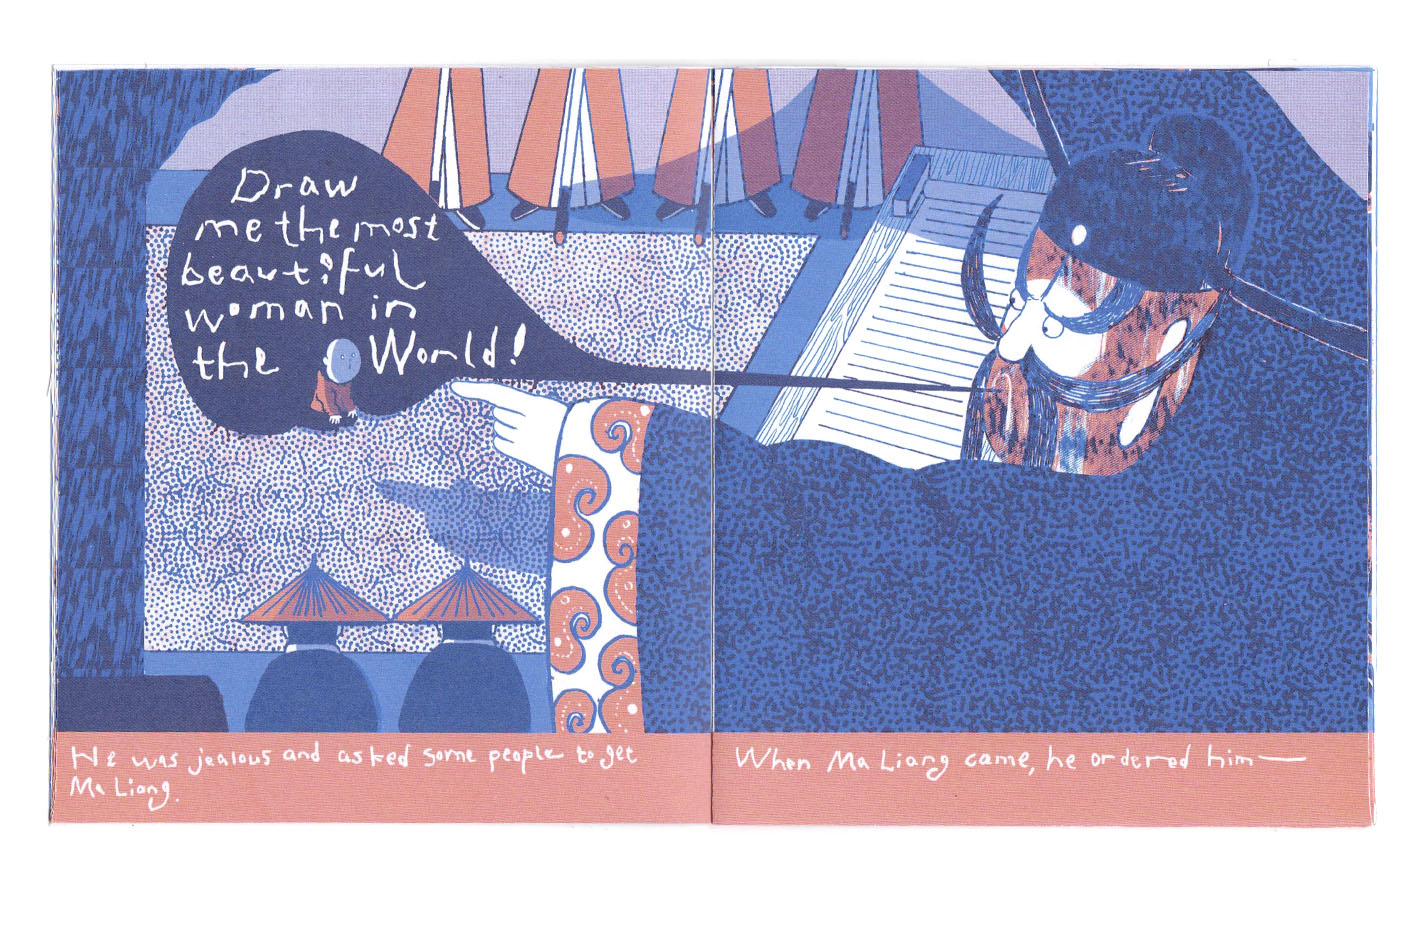 Draw
me the most
beautiful
woman in
the World!
He was jealous and asked some people to get
Ma Liang.
When Ma Liang came, he ordered him—